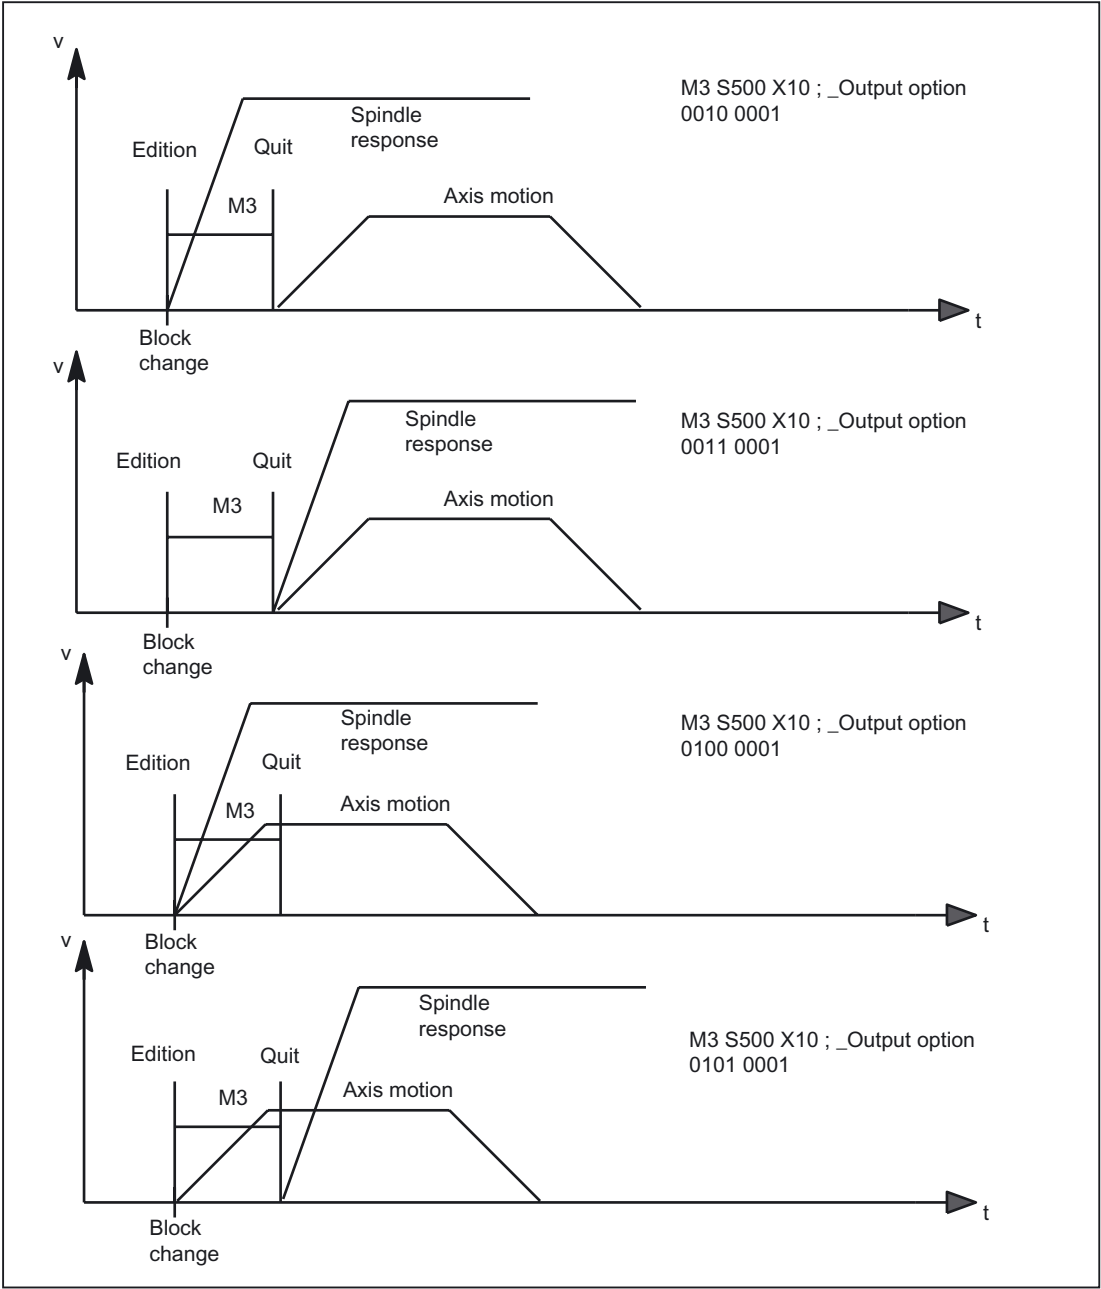 v
M3 S500 X10 ; _Output option
0010 0001
Spindle
response
Edition
Quit
M3
Axis motion
t
Block
change
v
M3 S500 X10 ; _Output option
0011 0001
Spindle
response
Edition
Quit
M3
Axis motion
t
Block
change
v
M3 S500 X10 ; _Output option
0100 0001
Spindle
response
Edition
Quit
M3
Axis motion
t
Block
change
v
Spindle
response
M3 S500 X10 ; _Output option
0101 0001
Edition
Quit
M3
Axis motion
t
Block
change